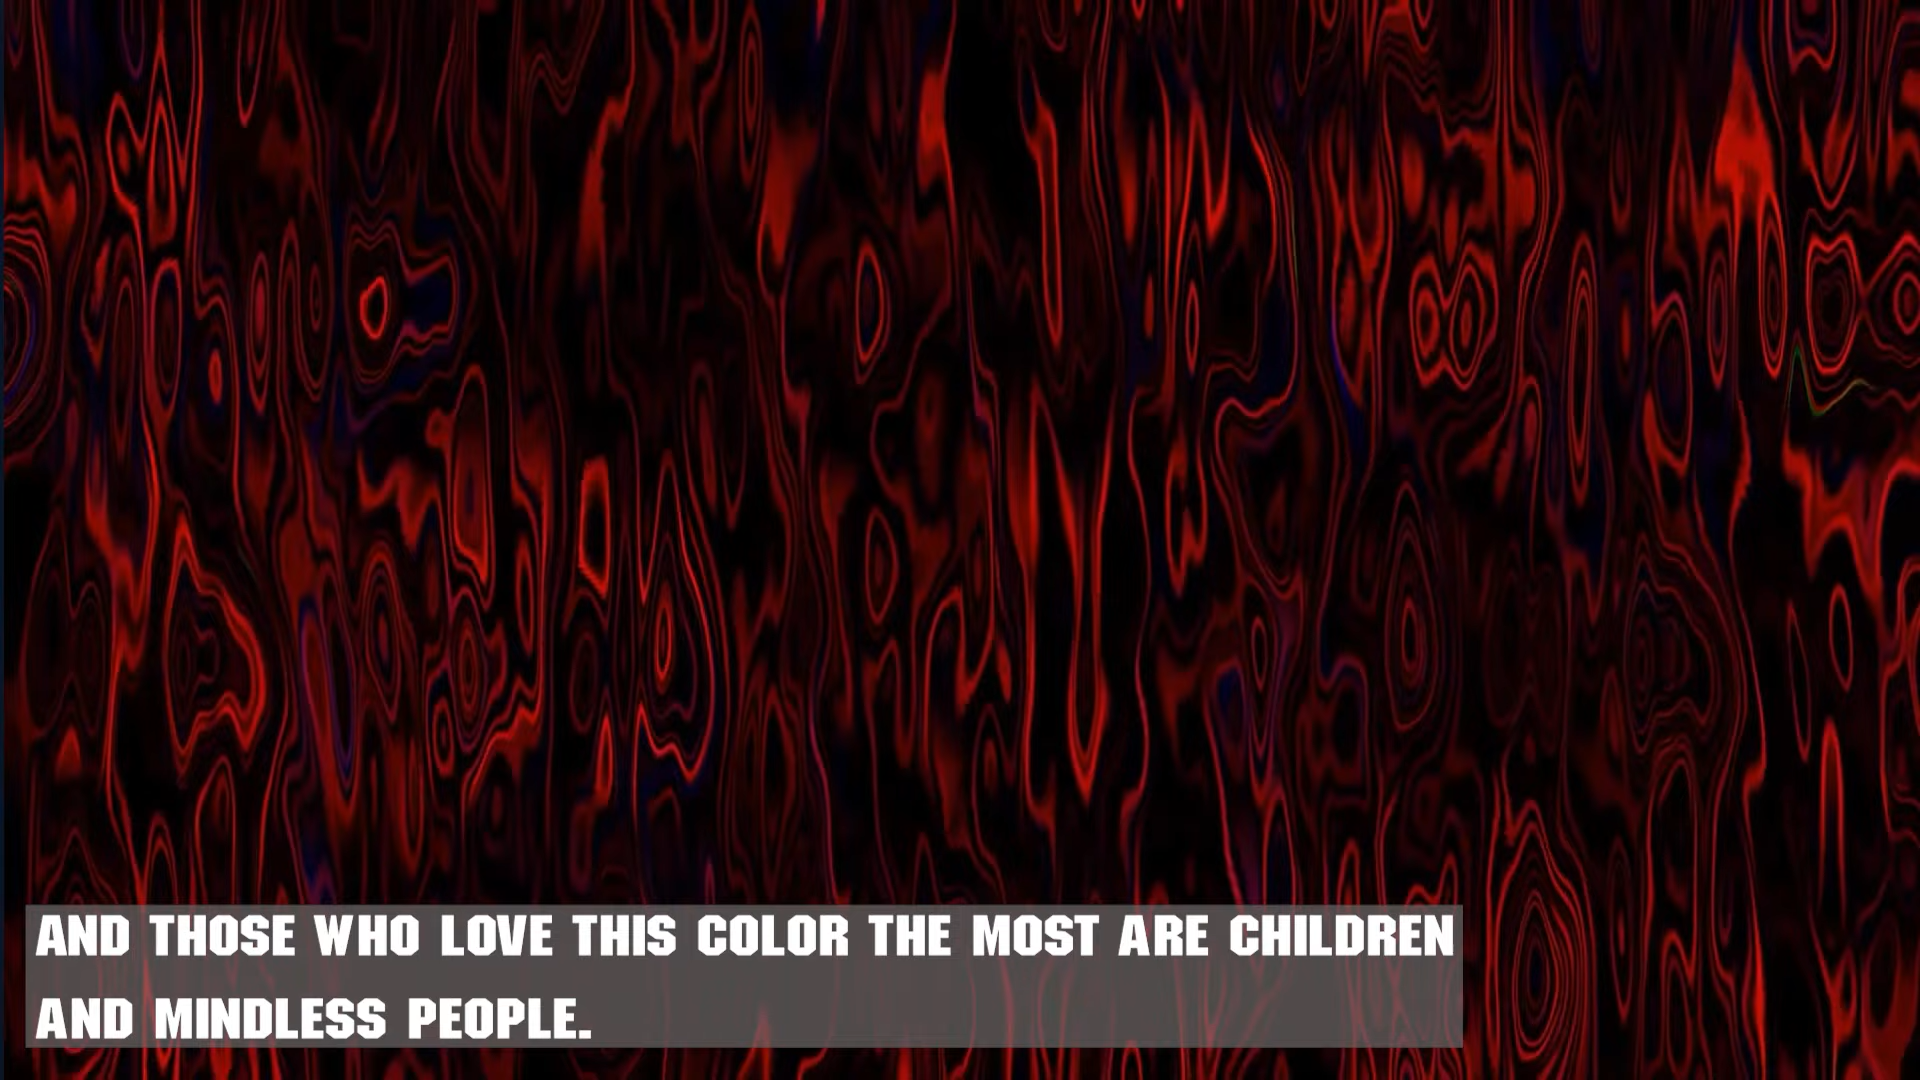 AND THOSE WHO LOVE THIS COLOR THE MOST ARE CHILDREN
AND MINDLESS PEOPLE.